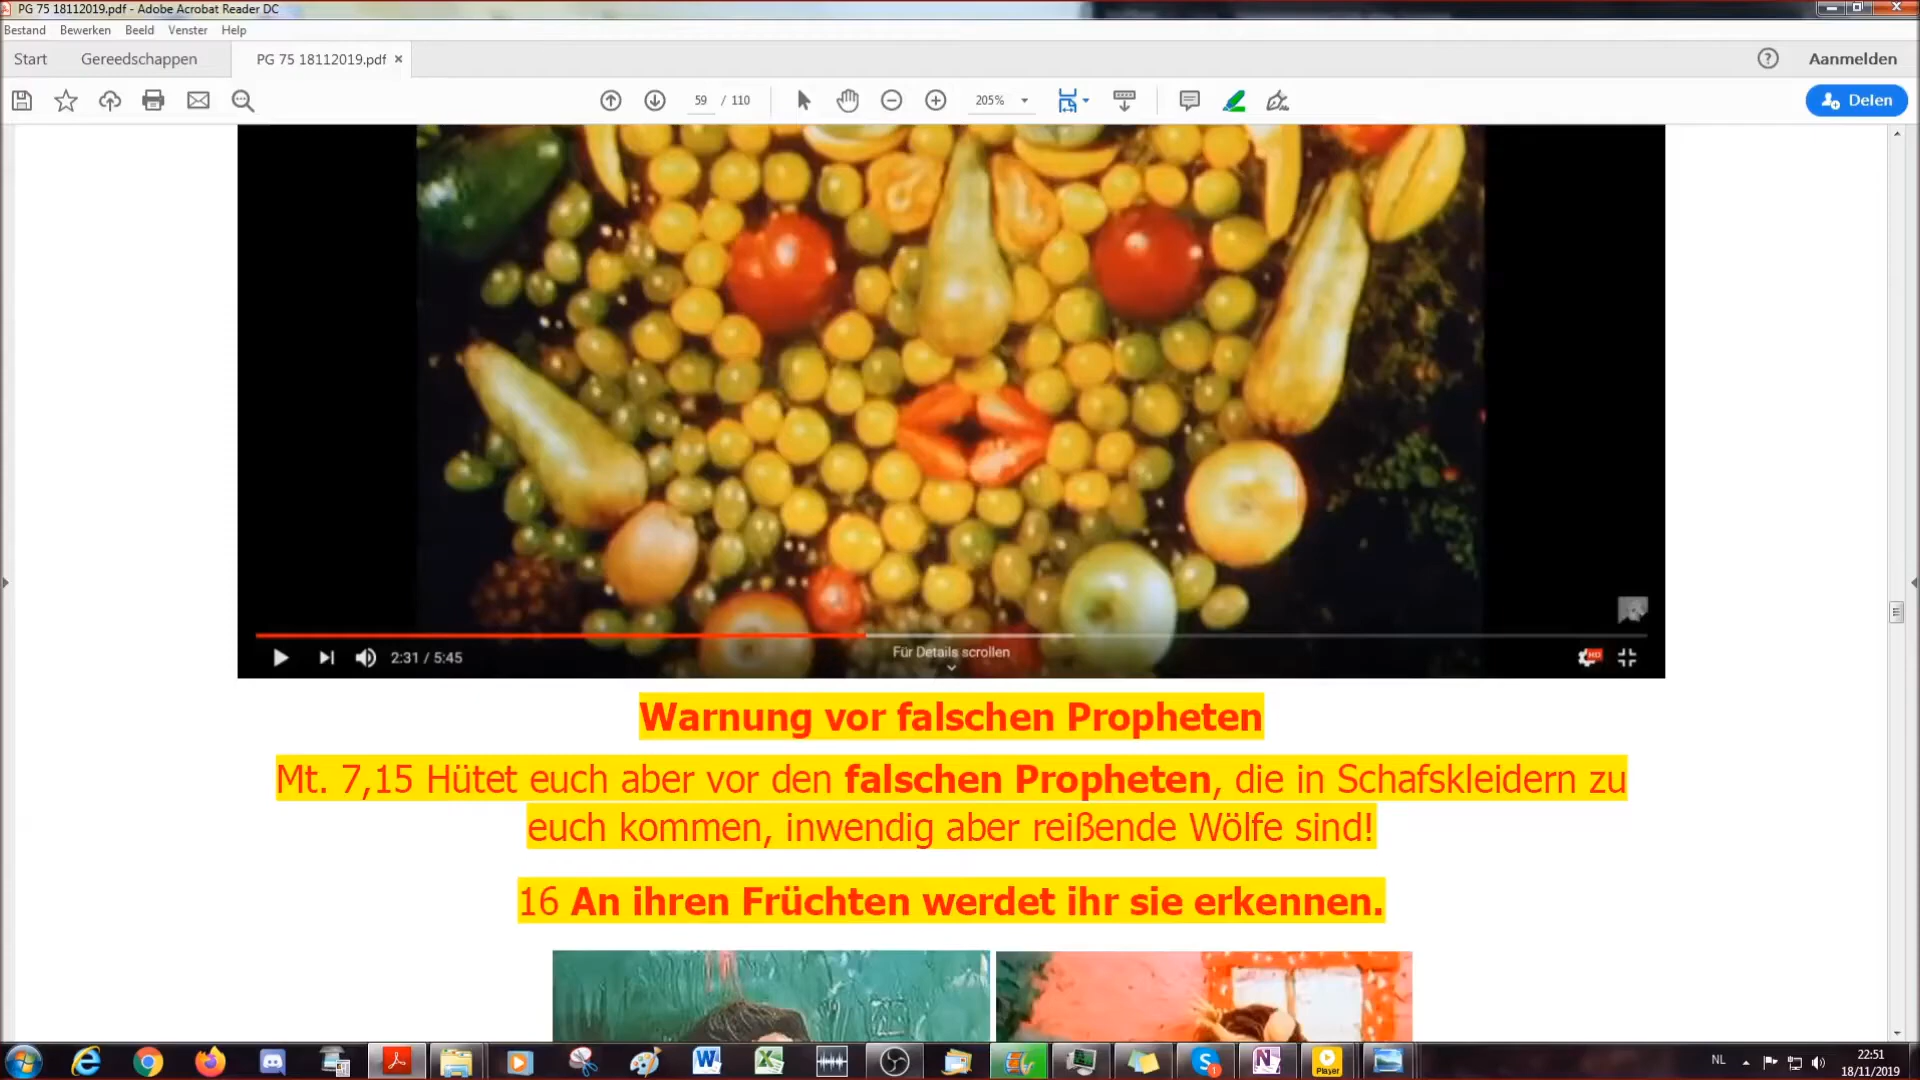 PG 75 18112019.pdf - Adobe Acrobat Reader DC
Bestand Bewerken Beeld Venster Help
Start Gereedschappen PG 75 18112019.pdf × Aanmelden
59 / 110 205% Delen
2:31 / 5:45 Für Details scrollen HD
Warnung vor falschen Propheten
Mt. 7,15 Hütet euch aber vor den falschen Propheten, die in Schafskleidern zu
euch kommen, inwendig aber reißende Wölfe sind!
16 An ihren Früchten werdet ihr sie erkennen.
Player
NL 22:51
18/11/2019